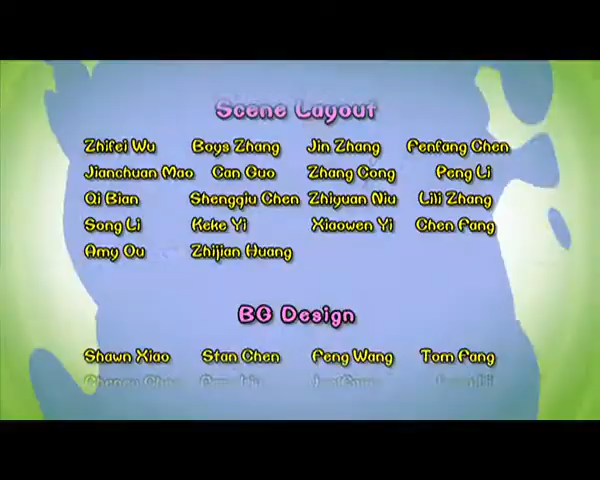 Scene Layout
Zhifei Wu Boys Zhang Jin Zhang Fenfang Chen
Jianchuan Mao Can Guo Zhang Cong Peng Li
Qi Bian Shengqiu Chen Zhiyuan Niu Lili Zhang
Song Li Keke Yi Xiaowen Yi Chen Fang
Amy Ou Zhijian Huang
BG Design
Shawn Xiao Stan Chen Feng Wang Tom Fang